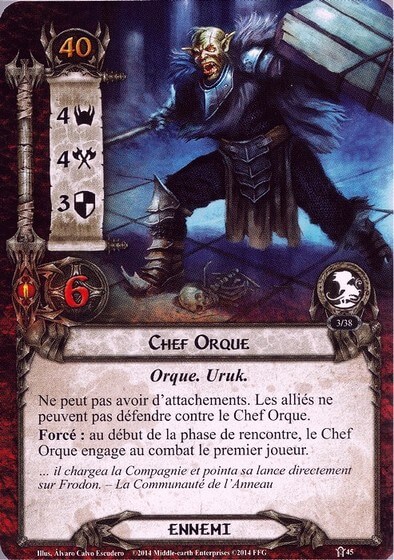 40
4
4
3
6
3/38
Chef Orque
Orque. Uruk.
Ne peut pas avoir d'attachements. Les alliés ne
peuvent pas défendre contre le Chef Orque.
Forcé : au début de la phase de rencontre, le Chef
Orque engage au combat le premier joueur.
... il chargea la Compagnie et pointa sa lance directement
sur Frodon. – La Communauté de l'Anneau
ENNEMI
Illus. Álvaro Calvo Escudero ©2014 Middle-earth Enterprises ©2014 FFG 45